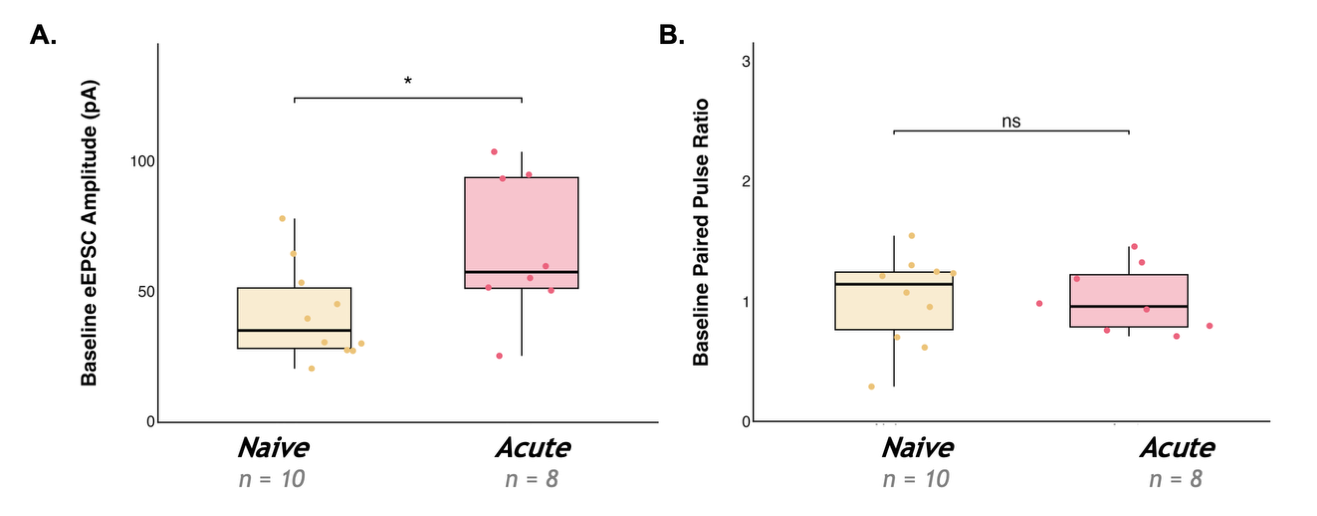 A.
Baseline eEPSC Amplitude (pA)
100
50
0
*
Naive
Acute
n = 10
n = 8
B.
Baseline Paired Pulse Ratio
3
2
1
0
ns
Naive
Acute
n = 10
n = 8